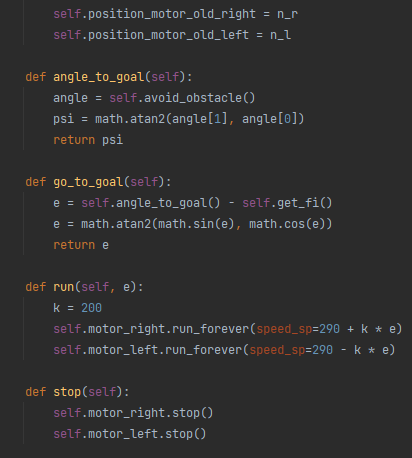 self.position_motor_old_right = n_r
self.position_motor_old_left = n_l
def angle_to_goal(self):
angle = self.avoid_obstacle()
psi = math.atan2(angle[1], angle[0])
return psi
def go_to_goal(self):
e = self.angle_to_goal() - self.get_fi()
e = math.atan2(math.sin(e), math.cos(e))
return e
def run(self, e):
k = 200
self.motor_right.run_forever(speed_sp=290 + k * e)
self.motor_left.run_forever(speed_sp=290 - k * e)
def stop(self):
self.motor_right.stop()
self.motor_left.stop()